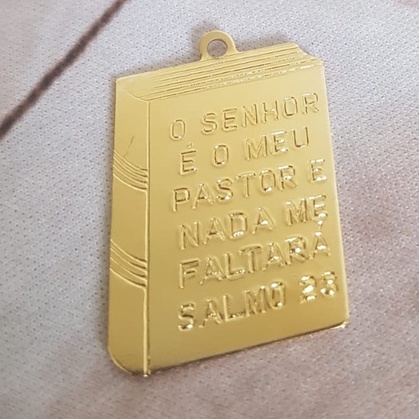 O SENHOR
É O MEU
PASTOR E
NADA ME
FALTARÁ
SALMO 23